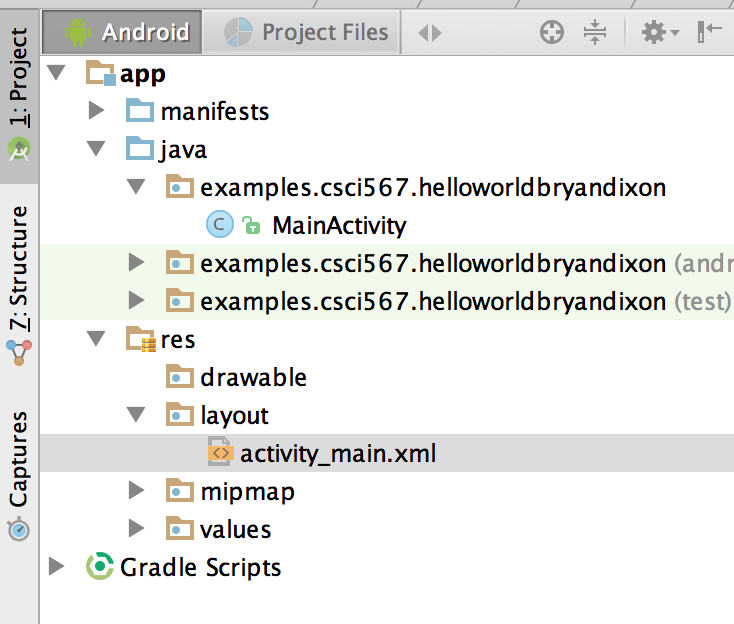 Android Project Files
1: Project
Z: Structure
Captures
app
manifests
java
examples.csci567.helloworldbryandixon
MainActivity
examples.csci567.helloworldbryandixon (andr
examples.csci567.helloworldbryandixon (test)
res
drawable
layout
activity_main.xml
mipmap
values
Gradle Scripts